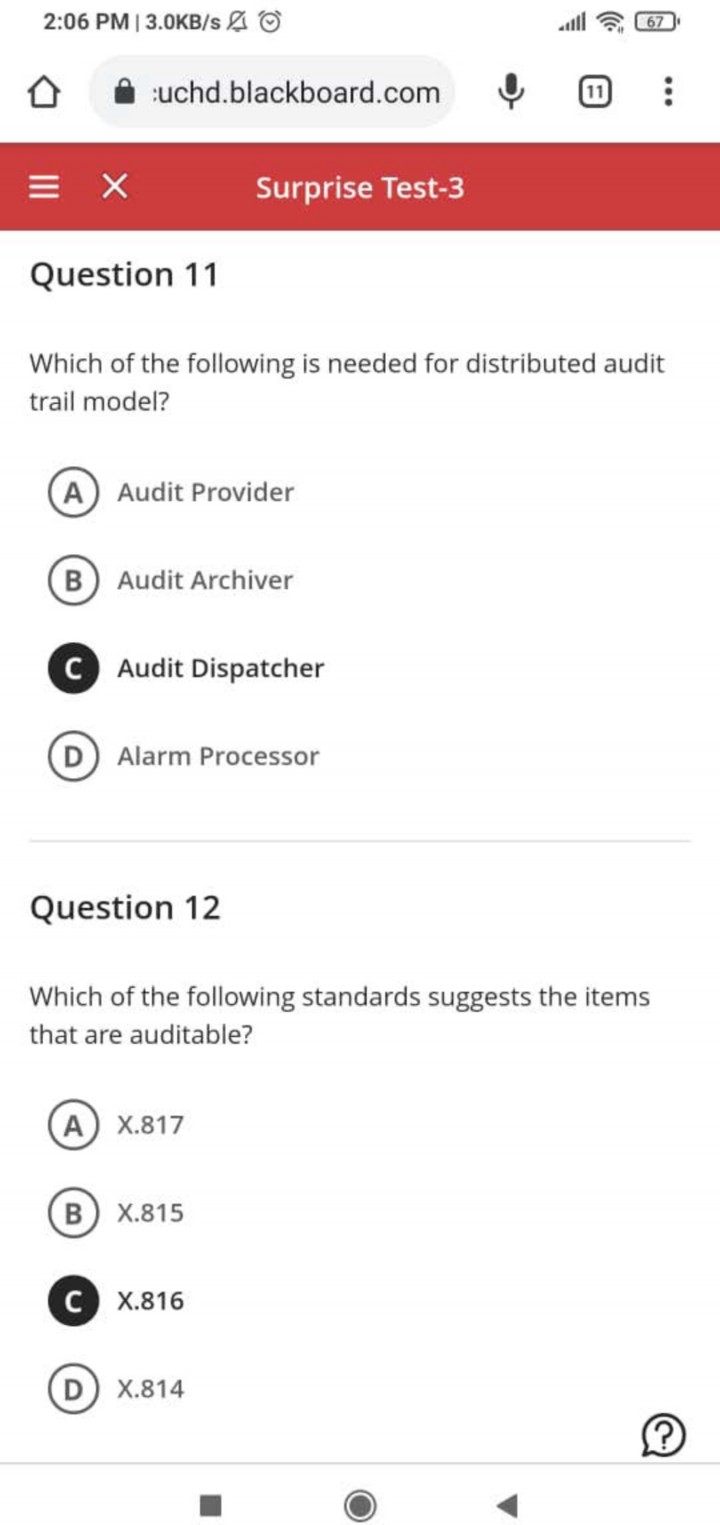 2:06 PM | 3.0KB/s 67
:uchd.blackboard.com 11
Surprise Test-3
Question 11
Which of the following is needed for distributed audit
trail model?
A Audit Provider
B Audit Archiver
C Audit Dispatcher
D Alarm Processor
Question 12
Which of the following standards suggests the items
that are auditable?
A X.817
B X.815
C X.816
D X.814
?